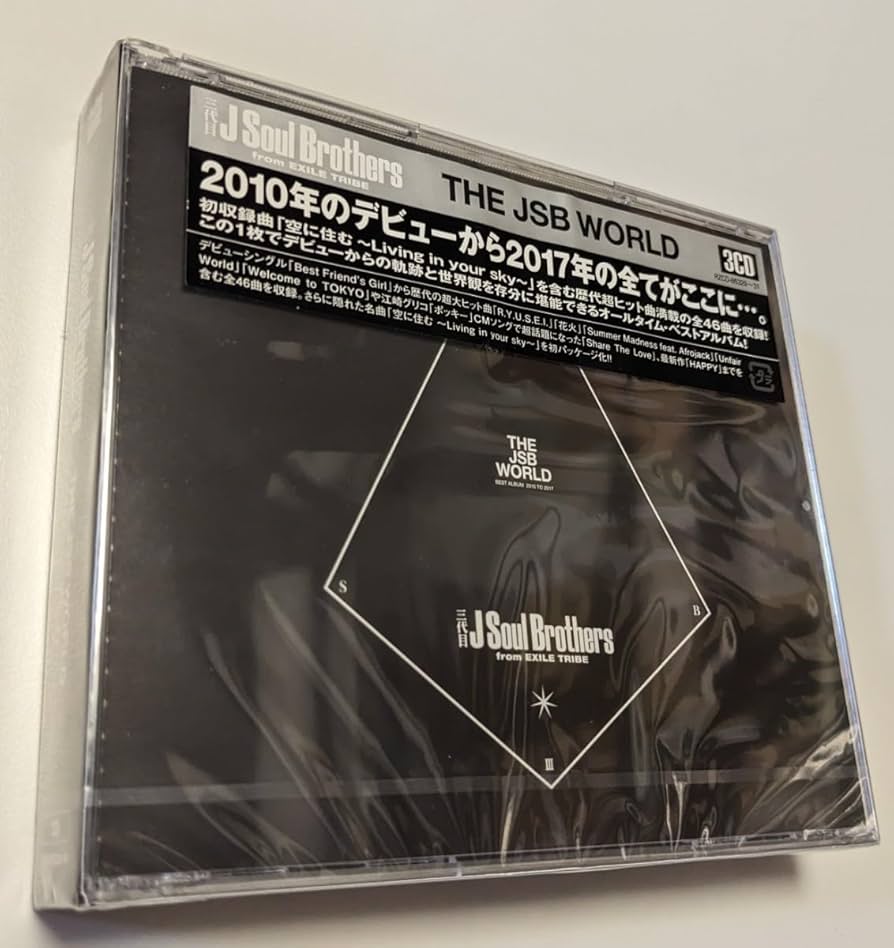 三代目
J Soul Brothers
from EXILE TRIBE
THE JSB WORLD
3CD
2010年のデビューから2017年の全てがここに…。
初収録曲「空に住む ~Living in your sky~」を含む歴代超ヒット曲満載の全46曲を収録!
この1枚でデビューからの軌跡と世界観を存分に堪能できるオールタイム・ベストアルバム!
デビューシングル「Best Friend's Girl」から歴代の超大ヒット曲「R.Y.U.S.E.I.」「花火」「Summer Madness feat. Afrojack」「Unfair
World」「Welcome to TOKYO」や江崎グリコ「ポッキー」CMソングで超話題になった「Share The Love」、最新作「HAPPY」までを
含む全46曲を収録。さらに隠れた名曲「空に住む ~Living in your sky~」を初パッケージ化!!
THE
JSB
WORLD
BEST ALBUM 2010 TO 2017
S
B
三代目
J Soul Brothers
from EXILE TRIBE
III